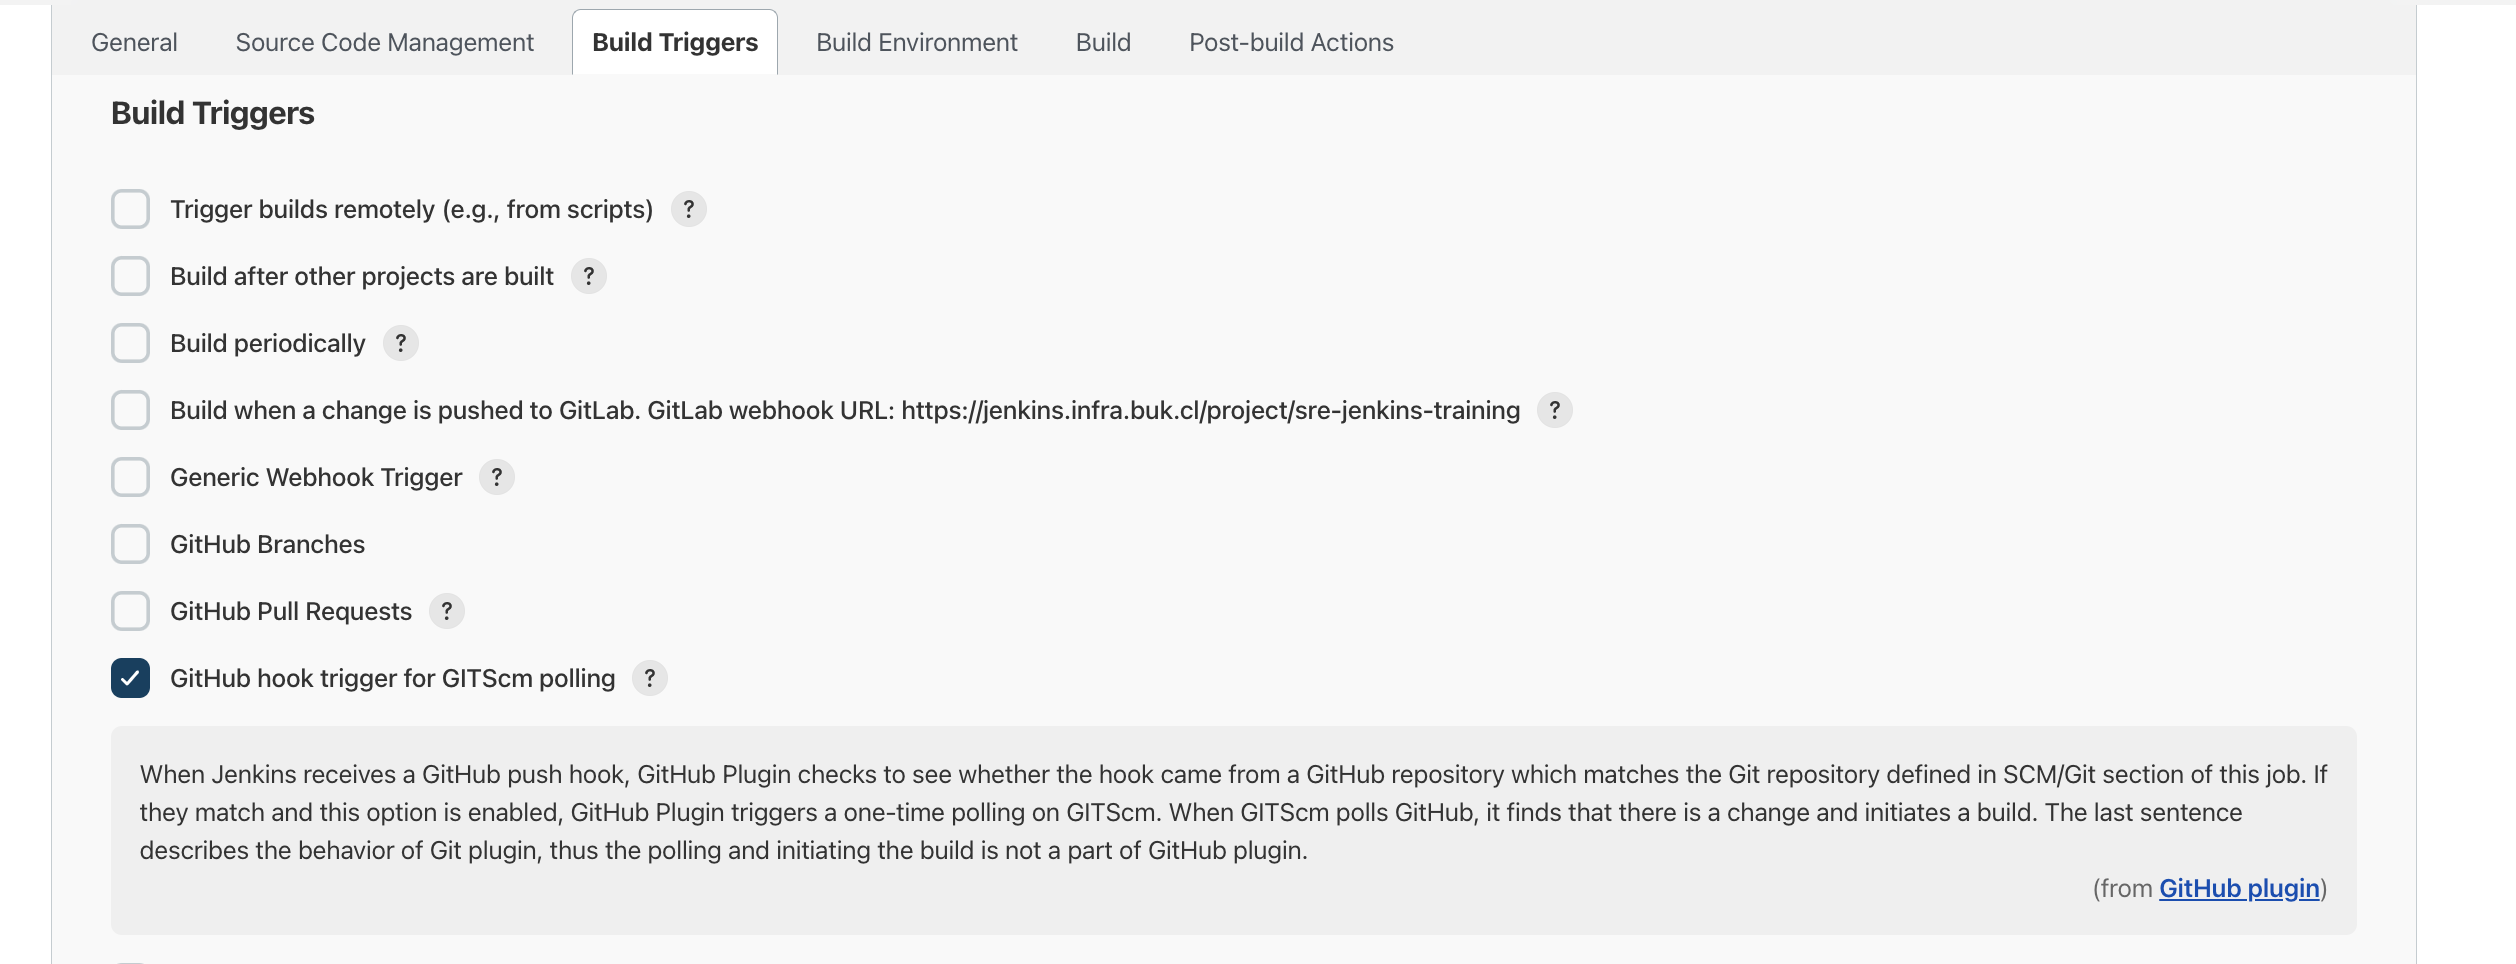 General Source Code Management Build Triggers Build Environment Build Post-build Actions
Build Triggers
Trigger builds remotely (e.g., from scripts) ?
Build after other projects are built ?
Build periodically ?
Build when a change is pushed to GitLab. GitLab webhook URL: https://jenkins.infra.buk.cl/project/sre-jenkins-training ?
Generic Webhook Trigger ?
GitHub Branches
GitHub Pull Requests ?
GitHub hook trigger for GITScm polling ?
When Jenkins receives a GitHub push hook, GitHub Plugin checks to see whether the hook came from a GitHub repository which matches the Git repository defined in SCM/Git section of this job. If
they match and this option is enabled, GitHub Plugin triggers a one-time polling on GITScm. When GITScm polls GitHub, it finds that there is a change and initiates a build. The last sentence
describes the behavior of Git plugin, thus the polling and initiating the build is not a part of GitHub plugin.
(from GitHub plugin)